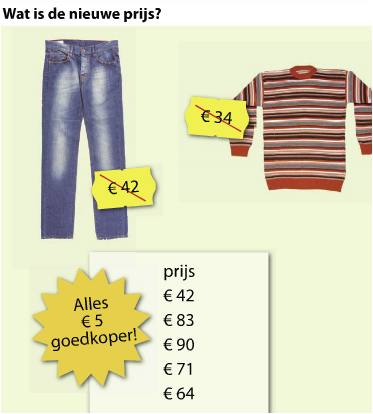 Wat is de nieuwe prijs?
€ 34
€ 42
Alles
€ 5
goedkoper!
prijs
€ 42
€ 83
€ 90
€ 71
€ 64